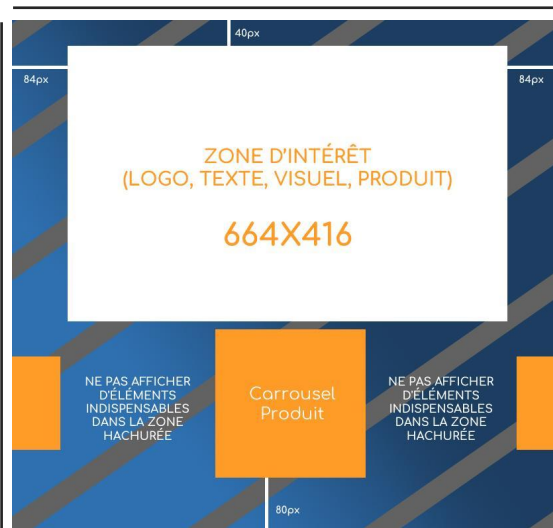 40px
84px
84px
ZONE D'INTÉRÊT
(LOGO, TEXTE, VISUEL, PRODUIT)
664X416
NE PAS AFFICHER
D'ÉLÉMENTS
INDISPENSABLES
DANS LA ZONE
HACHURÉE
Carrousel
Produit
NE PAS AFFICHER
D'ÉLÉMENTS
INDISPENSABLES
DANS LA ZONE
HACHURÉE
80px